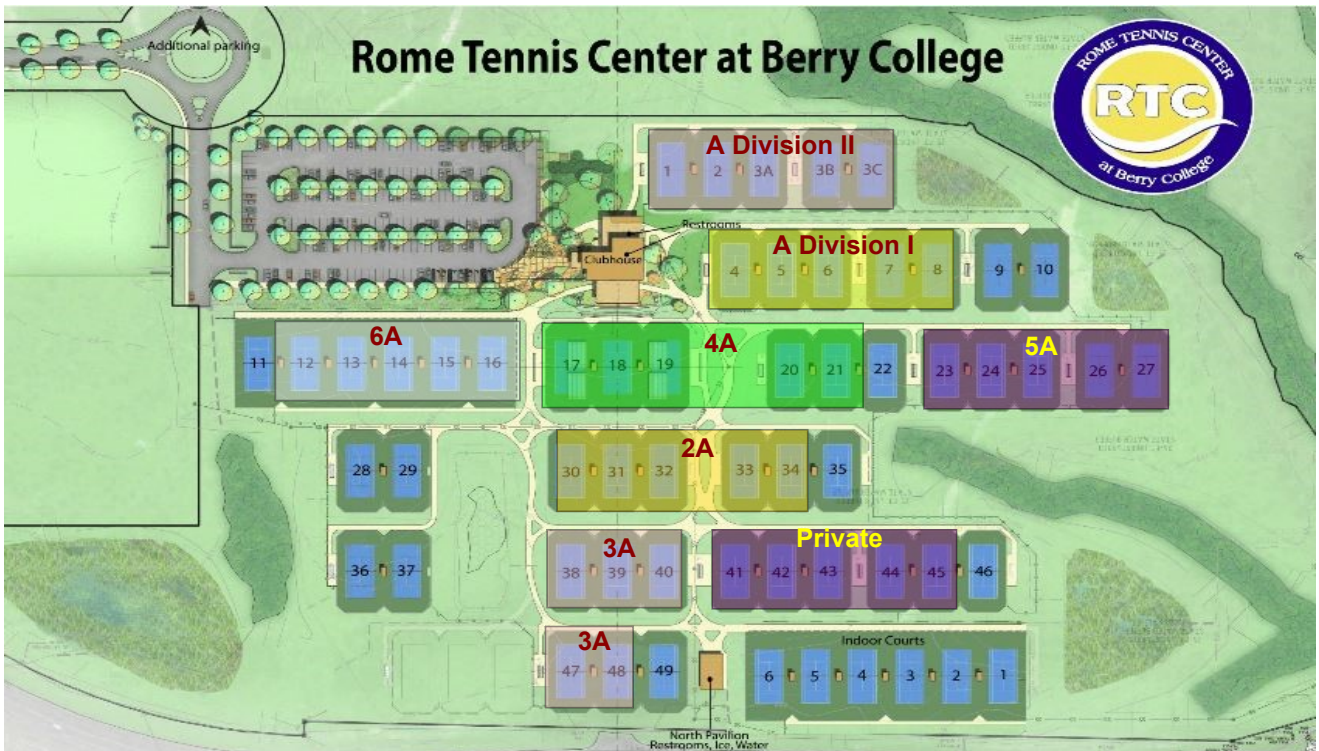 Additional parking
Rome Tennis Center at Berry College
ROME TENNIS CENTER
RTC
at Berry College
A Division II
1 2 3A 3B 3C
Restrooms
Clubhouse
A Division I
4 5 6 7 8 9 10
6A
4A
5A
11 12 13 14 15 16 17 18 19 20 21 22 23 24 25 26 27
2A
28 29 30 31 32 33 34 35
3A
Private
36 37 38 39 40 41 42 43 44 45 46
3A
Indoor Courts
47 48 49 6 5 4 3 2 1
North Pavilion
Restrooms, Ice, Water